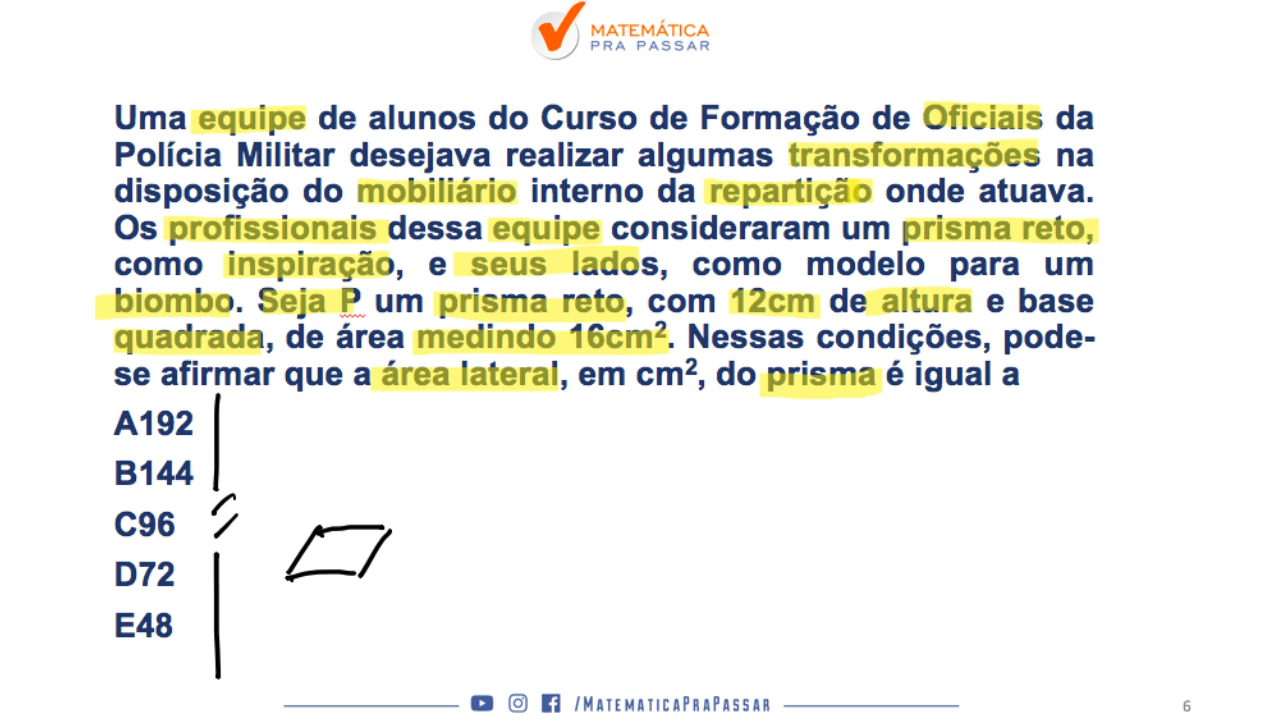 MATEMÁTICA
PRA PASSAR
Uma equipe de alunos do Curso de Formação de Oficiais da
Polícia Militar desejava realizar algumas transformações na
disposição do mobiliário interno da repartição onde atuava.
Os profissionais dessa equipe consideraram um prisma reto,
como inspiração, e seus lados, como modelo para um
biombo. Seja P um prisma reto, com 12cm de altura e base
quadrada, de área medindo 16cm². Nessas condições, pode-
se afirmar que a área lateral, em cm², do prisma é igual a
A192
B144
C96
D72
E48
/MATEMATICAPRAPASSAR
6